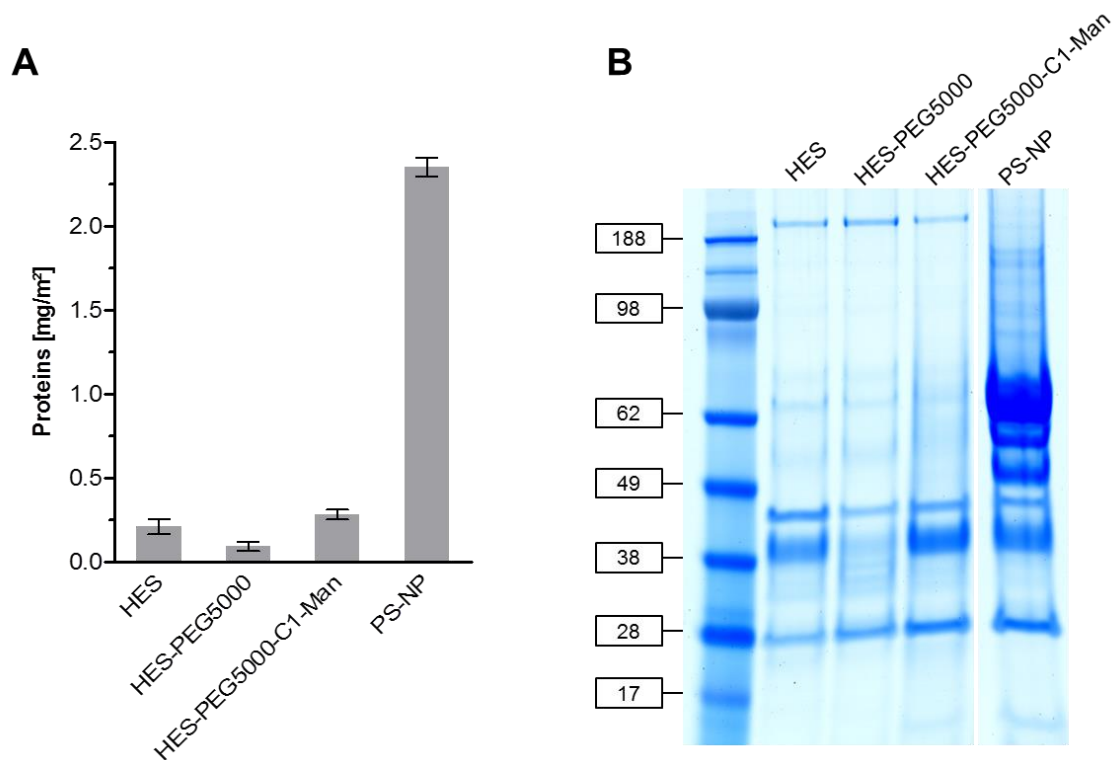 A
Proteins [mg/m²]
2.5
2.0
1.5
1.0
0.5
0.0
HES
HES-PEG5000
HES-PEG5000-C1-Man
PS-NP
B
HES
HES-PEG5000
HES-PEG5000-C1-Man
PS-NP
188
98
62
49
38
28
17